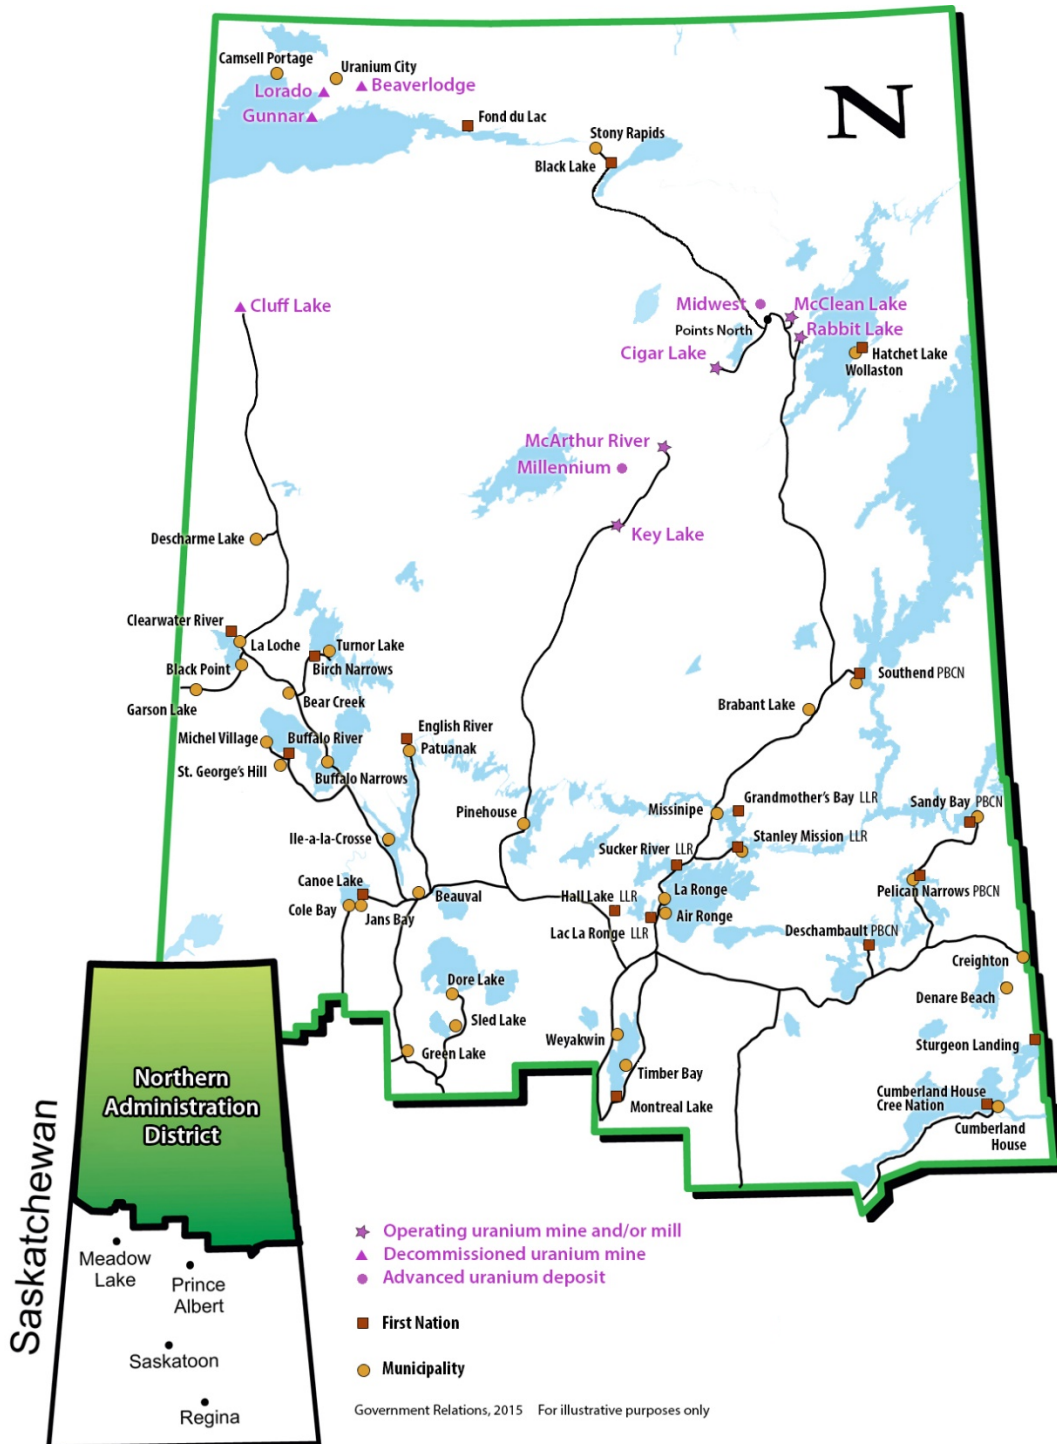 Camsell Portage
Uranium City
Lorado
Beaverlodge
Gunnar
Fond du Lac
Stony Rapids
Black Lake
N
Cluff Lake
Midwest
McClean Lake
Points North
Rabbit Lake
Cigar Lake
Hatchet Lake
Wollaston
McArthur River
Millennium
Key Lake
Descharme Lake
Clearwater River
La Loche
Turnor Lake
Black Point
Birch Narrows
Garson Lake
Bear Creek
Southend PBCN
Brabant Lake
Michel Village
Buffalo River
English River
Patuanak
St. George's Hill
Buffalo Narrows
Pinehouse
Missinipe
Grandmother's Bay LLR
Sandy Bay PBCN
Ile-a-la-Crosse
Stanley Mission LLR
Sucker River LLR
Canoe Lake
Beauval
Hall Lake LLR
La Ronge
Pelican Narrows PBCN
Cole Bay
Jans Bay
Air Ronge
Lac La Ronge LLR
Deschambault PBCN
Creighton
Dore Lake
Denare Beach
Sled Lake
Weyakwin
Sturgeon Landing
Green Lake
Timber Bay
Montreal Lake
Cumberland House
Cree Nation
Cumberland
House
Northern
Administration
District
Saskatchewan
Meadow
Lake
Prince
Albert
Saskatoon
Regina
Operating uranium mine and/or mill
Decommissioned uranium mine
Advanced uranium deposit
First Nation
Municipality
Government Relations, 2015 For illustrative purposes only